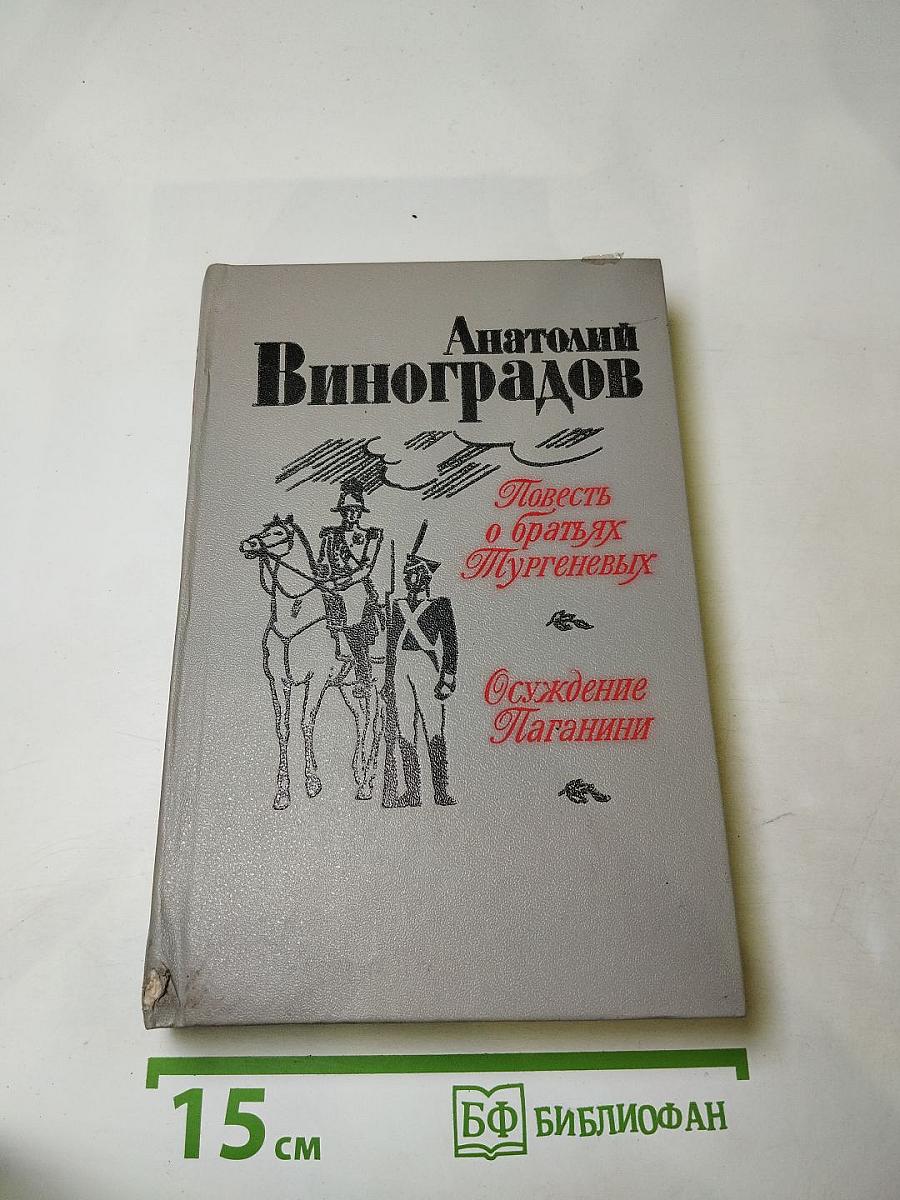 Анатолий
Виноградов
Повесть
о братьях
Тургеневых
Осуждение
Паганини
15 см
БФ БИБЛИОФАН